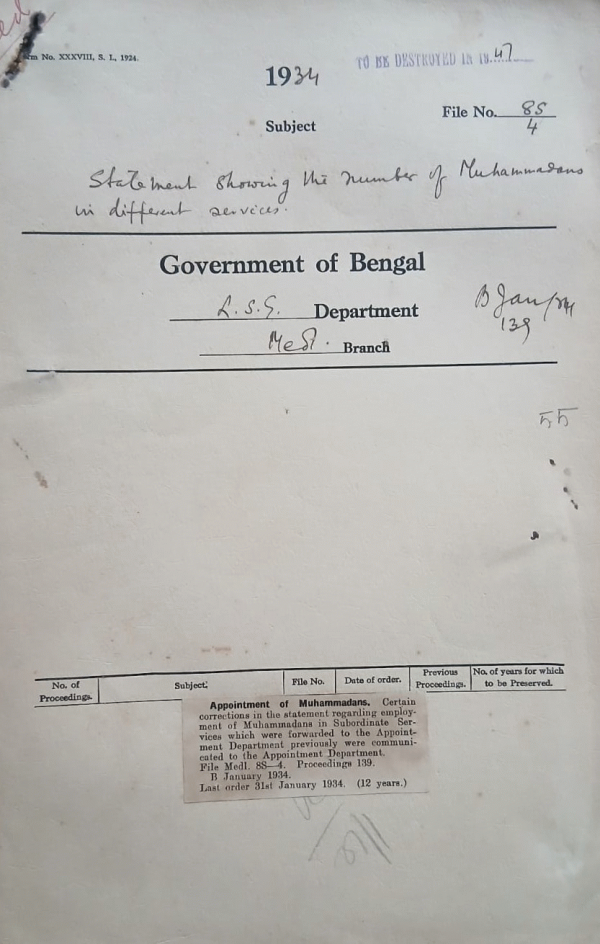 rm No. XXXVIII, S. I., 1924.
TO BE DESTROYED IN 19..47
1934
File No. 8S/4
Subject
Statement showing the number of Muhammadans
in different services.
Government of Bengal
L.S.G. Department
B Jan/34
139
Medl. Branch
55
No. of Proceedings.
Subject.
File No.
Date of order.
Previous Proceedings.
No. of years for which to be Preserved.
Appointment of Muhammadans. Certain
corrections in the statement regarding employ-
ment of Muhammadans in Subordinate Ser-
vices which were forwarded to the Appoint-
ment Department previously were communi-
cated to the Appointment Department.
File Medl. 8S—4. Proceedings 139.
B January 1934.
Last order 31st January 1934. (12 years.)